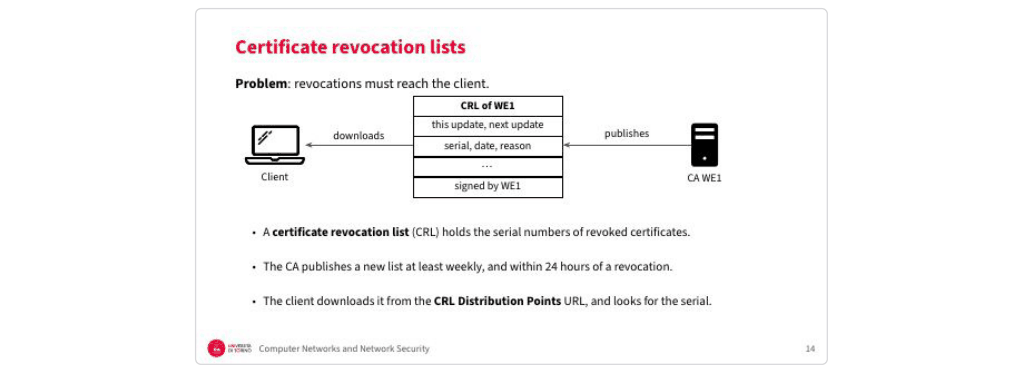 Certificate revocation lists
Problem: revocations must reach the client.
CRL of WE1
this update, next update
serial, date, reason
...
signed by WE1
downloads
publishes
Client
CA WE1
• A certificate revocation list (CRL) holds the serial numbers of revoked certificates.
• The CA publishes a new list at least weekly, and within 24 hours of a revocation.
• The client downloads it from the CRL Distribution Points URL, and looks for the serial.
UNIVERSITÀ
DI TORINO
Computer Networks and Network Security
14